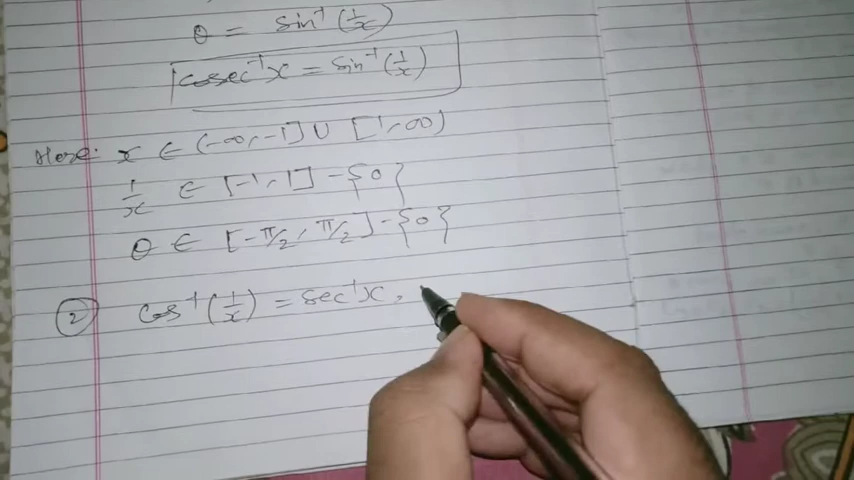 θ = sin⁻¹(1/x)
cosec⁻¹x = sin⁻¹(1/x)
Here: x ∈ (-∞, -1] ∪ [1, ∞)
1/x ∈ [-1, 1] - {0}
θ ∈ [-π/2, π/2] - {0}
② cos⁻¹(1/x) = sec⁻¹x,